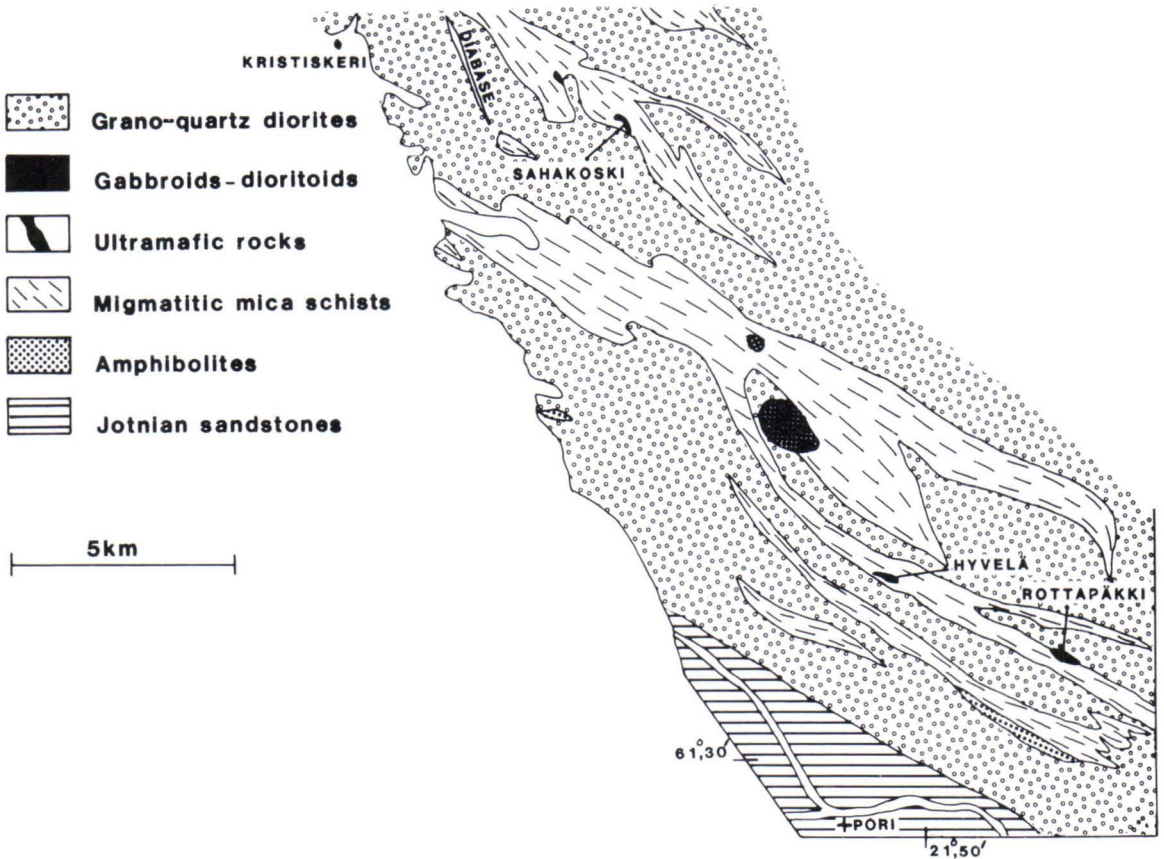 KRISTISKERI
DIABASE
Grano-quartz diorites
Gabbroids-dioritoids
SAHAKOSKI
Ultramafic rocks
Migmatitic mica schists
Amphibolites
Jotnian sandstones
5km
HYVELÄ
ROTTAPÄKKI
61°,30′
+PORI
21°,50′